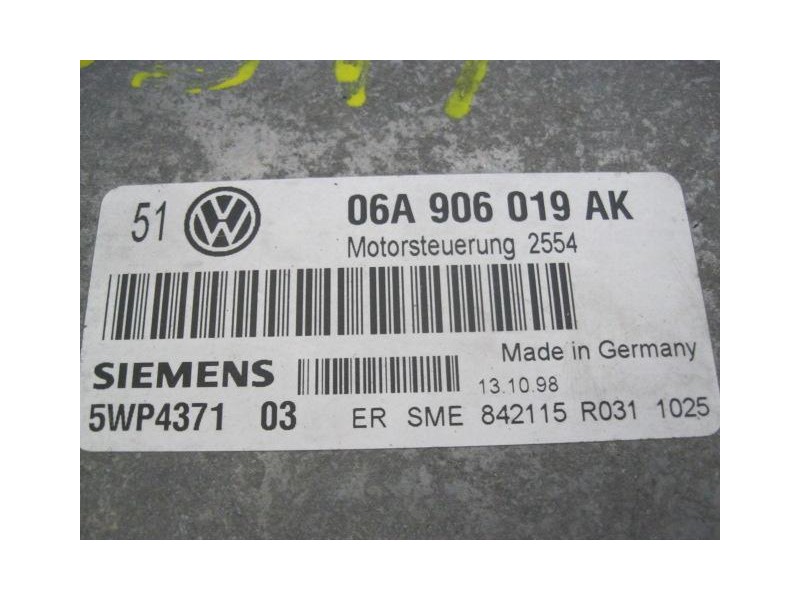 51 VW 06A 906 019 AK
Motorsteuerung 2554
Made in Germany
SIEMENS 13.10.98
5WP4371 03 ER SME 842115 R031 1025